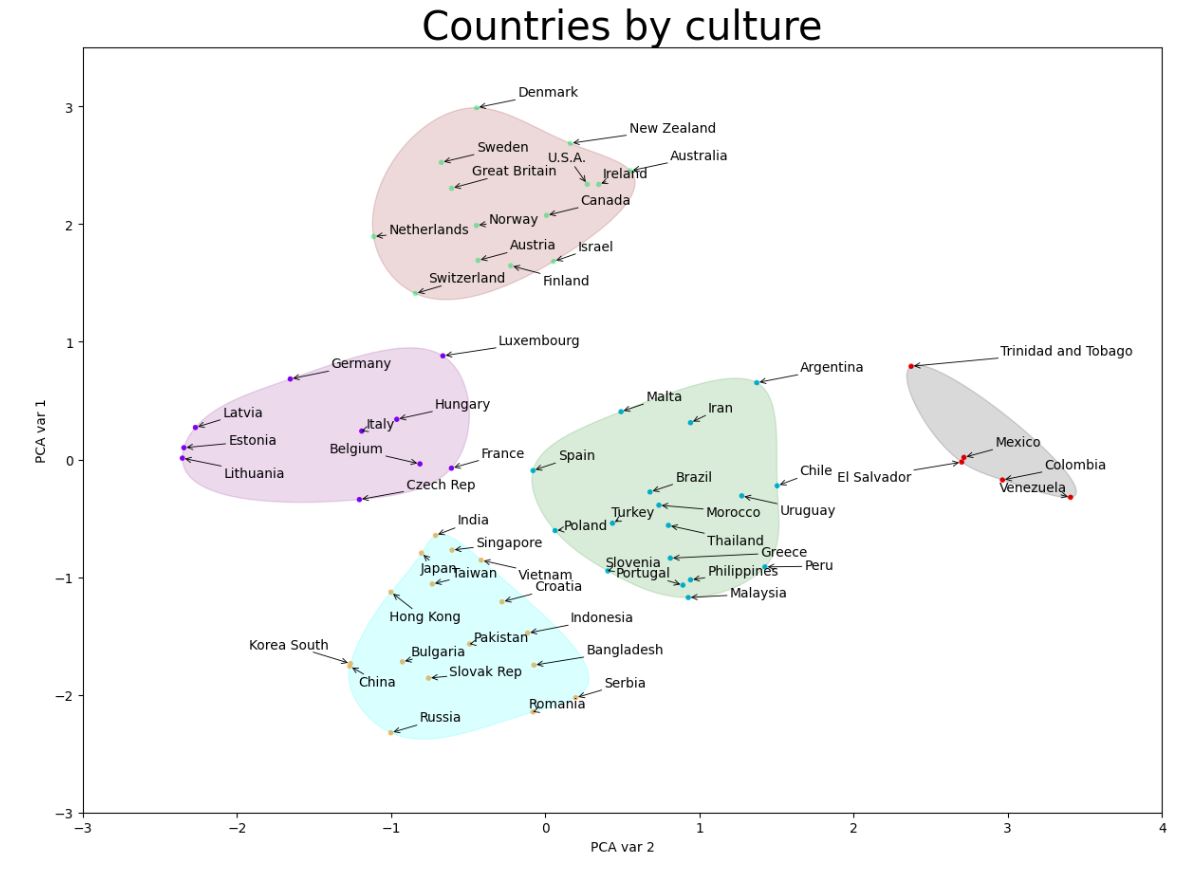 Countries by culture
3
Denmark
New Zealand
Sweden
U.S.A.
Australia
Great Britain
Ireland
Canada
2
Norway
Netherlands
Austria
Israel
Switzerland
Finland
1
Luxembourg
Trinidad and Tobago
Germany
Argentina
Malta
Hungary
Iran
Latvia
Italy
Estonia
Mexico
Belgium
France
Spain
0
Colombia
Lithuania
Brazil
Chile
El Salvador
Czech Rep
Venezuela
India
Turkey
Morocco
Uruguay
Poland
Singapore
Thailand
Greece
Japan
Taiwan
Vietnam
Slovenia
Portugal
Philippines
Peru
−1
Croatia
Malaysia
Hong Kong
Indonesia
Pakistan
Korea South
Bulgaria
Bangladesh
Slovak Rep
China
Serbia
−2
Romania
Russia
−3
−3
−2
−1
0
1
2
3
4
PCA var 1
PCA var 2